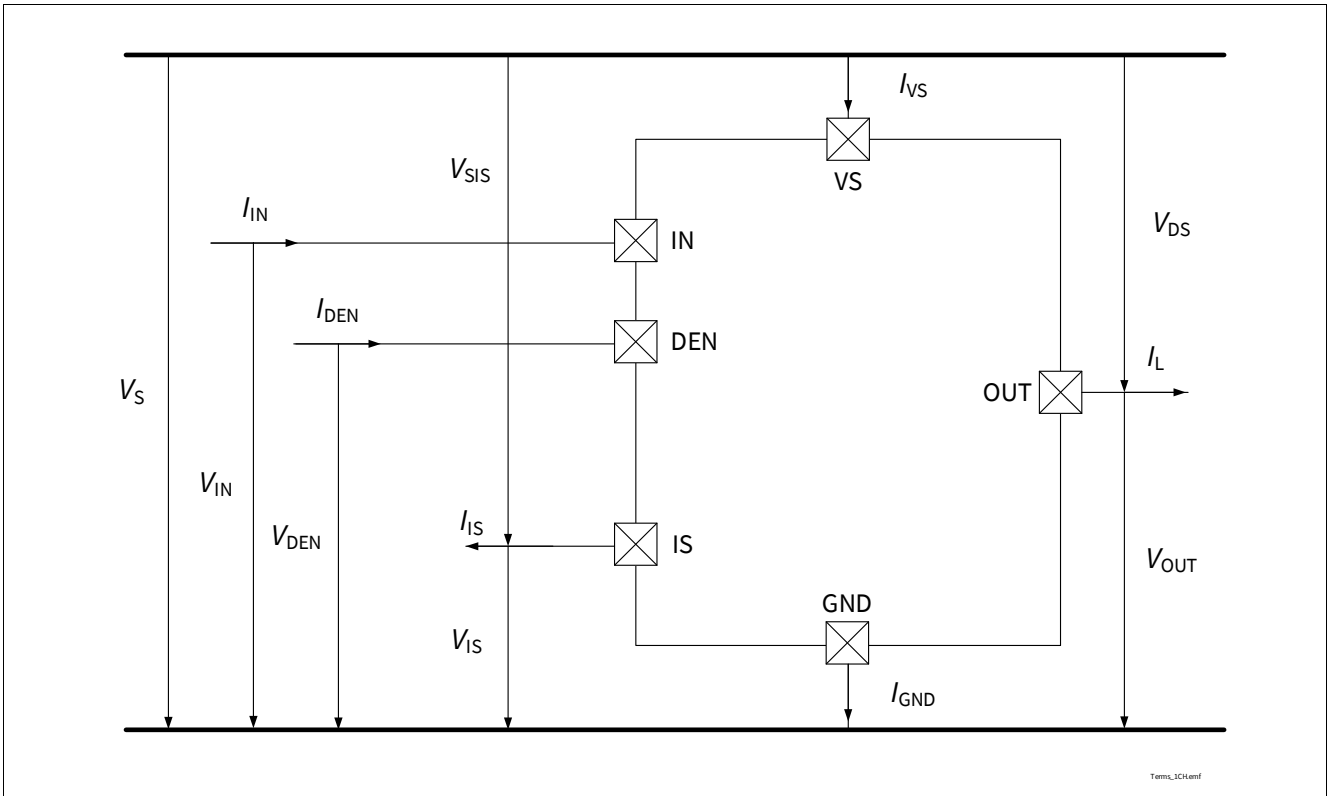 IVS
VS
VSIS
IIN
IN
VDS
IDEN
DEN
IL
OUT
VS
VIN
IIS
VDEN
IS
VOUT
GND
VIS
IGND
Terms_1CH.emf